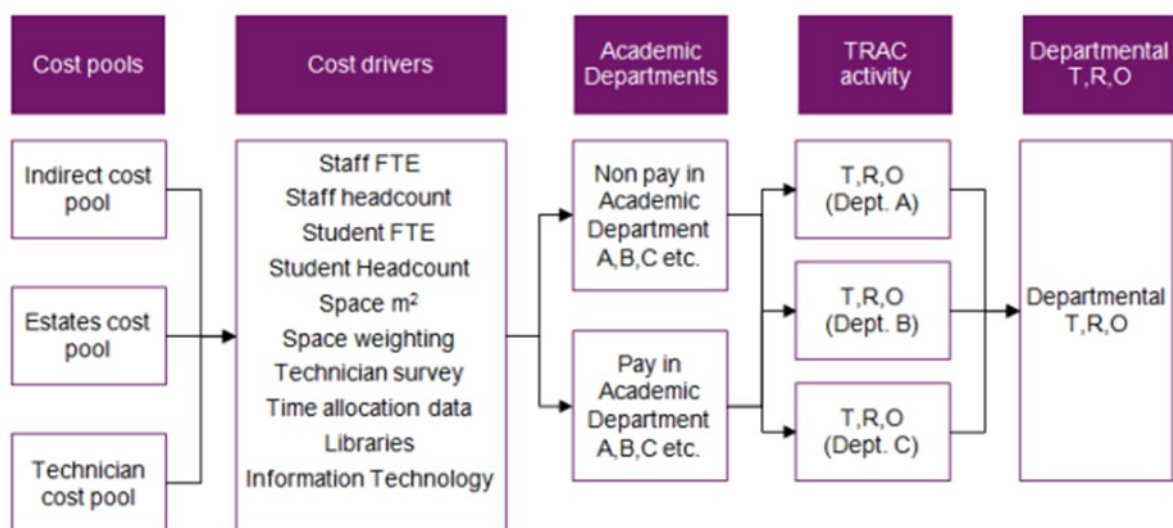 Cost pools
Cost drivers
Academic
Departments
TRAC
activity
Departmental
T,R,O
Indirect cost
pool
Estates cost
pool
Technician
cost pool
Staff FTE
Staff headcount
Student FTE
Student Headcount
Space m²
Space weighting
Technician survey
Time allocation data
Libraries
Information Technology
Non pay in
Academic
Department
A,B,C etc.
Pay in
Academic
Department
A,B,C etc.
T,R,O
(Dept. A)
T,R,O
(Dept. B)
T,R,O
(Dept. C)
Departmental
T,R,O